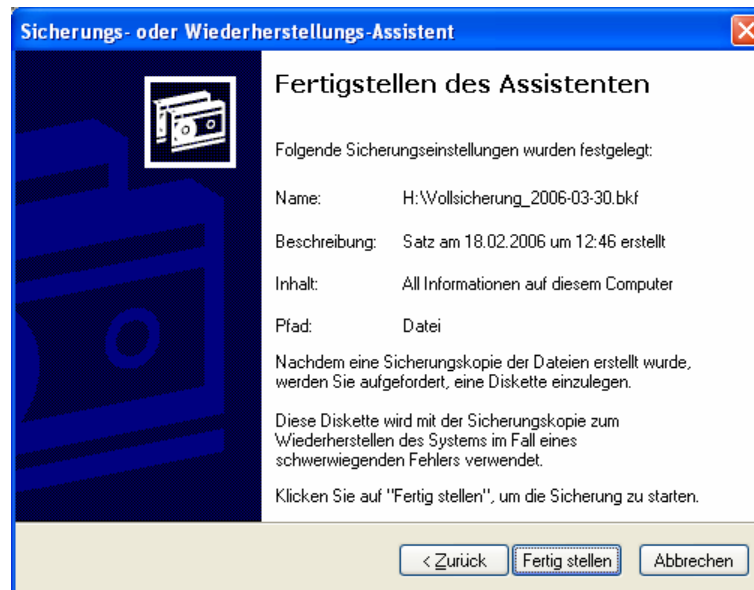 Sicherungs- oder Wiederherstellungs-Assistent
Fertigstellen des Assistenten
Folgende Sicherungseinstellungen wurden festgelegt:
Name: H:\Vollsicherung_2006-03-30.bkf
Beschreibung: Satz am 18.02.2006 um 12:46 erstellt
Inhalt: All Informationen auf diesem Computer
Pfad: Datei
Nachdem eine Sicherungskopie der Dateien erstellt wurde,
werden Sie aufgefordert, eine Diskette einzulegen.
Diese Diskette wird mit der Sicherungskopie zum
Wiederherstellen des Systems im Fall eines
schwerwiegenden Fehlers verwendet.
Klicken Sie auf "Fertig stellen", um die Sicherung zu starten.
< Zurück Fertig stellen Abbrechen